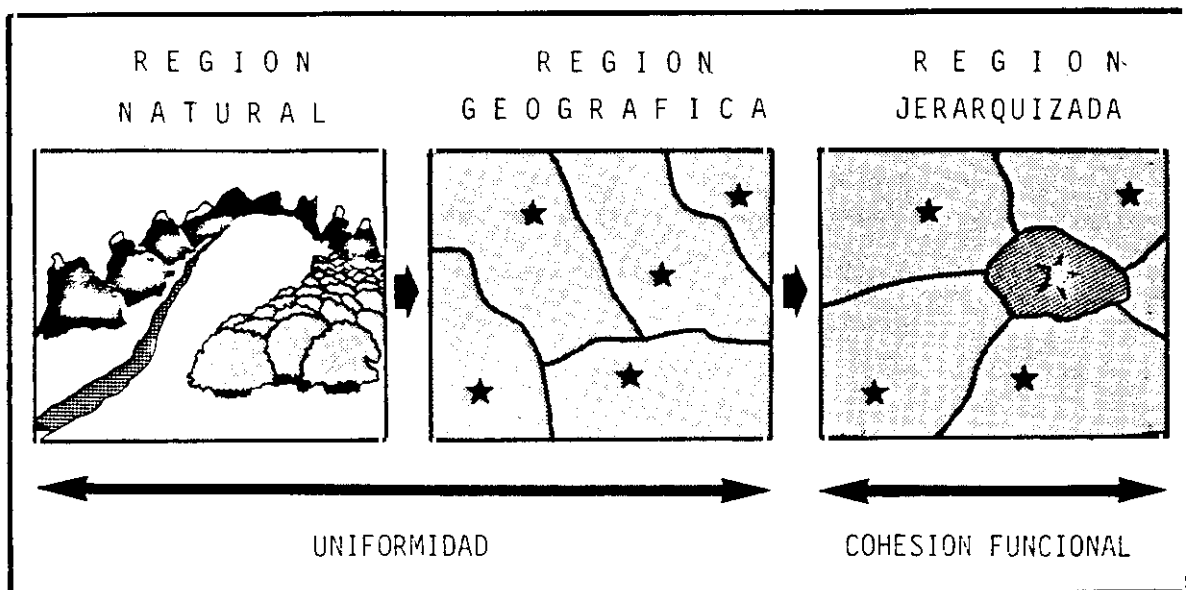 REGION
NATURAL
REGION
GEOGRAFICA
REGION
JERARQUIZADA
UNIFORMIDAD
COHESION FUNCIONAL